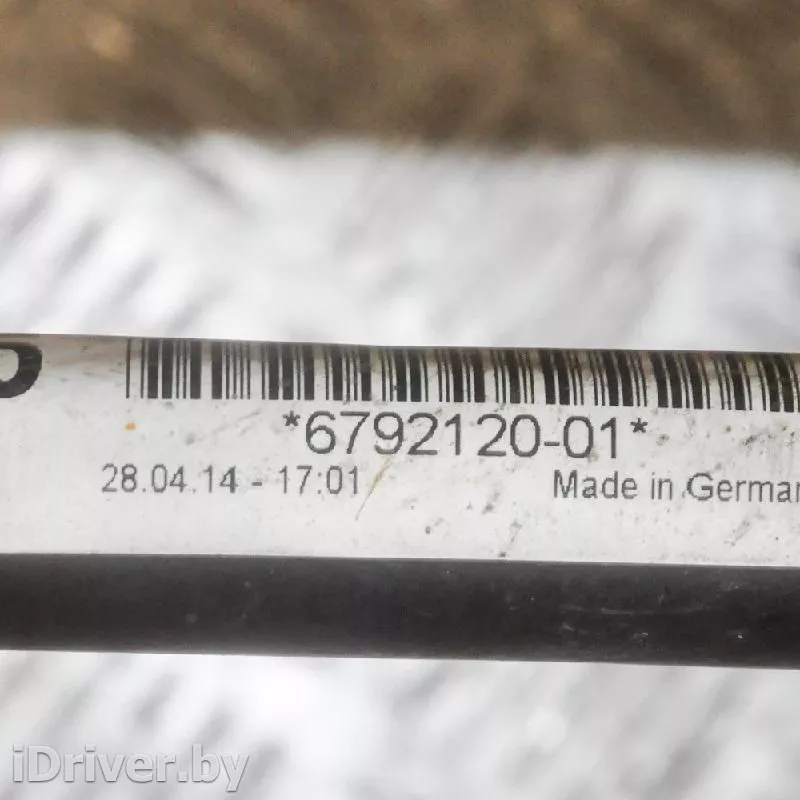 *6792120-01*
28.04.14 - 17:01 Made in German
iDriver.by